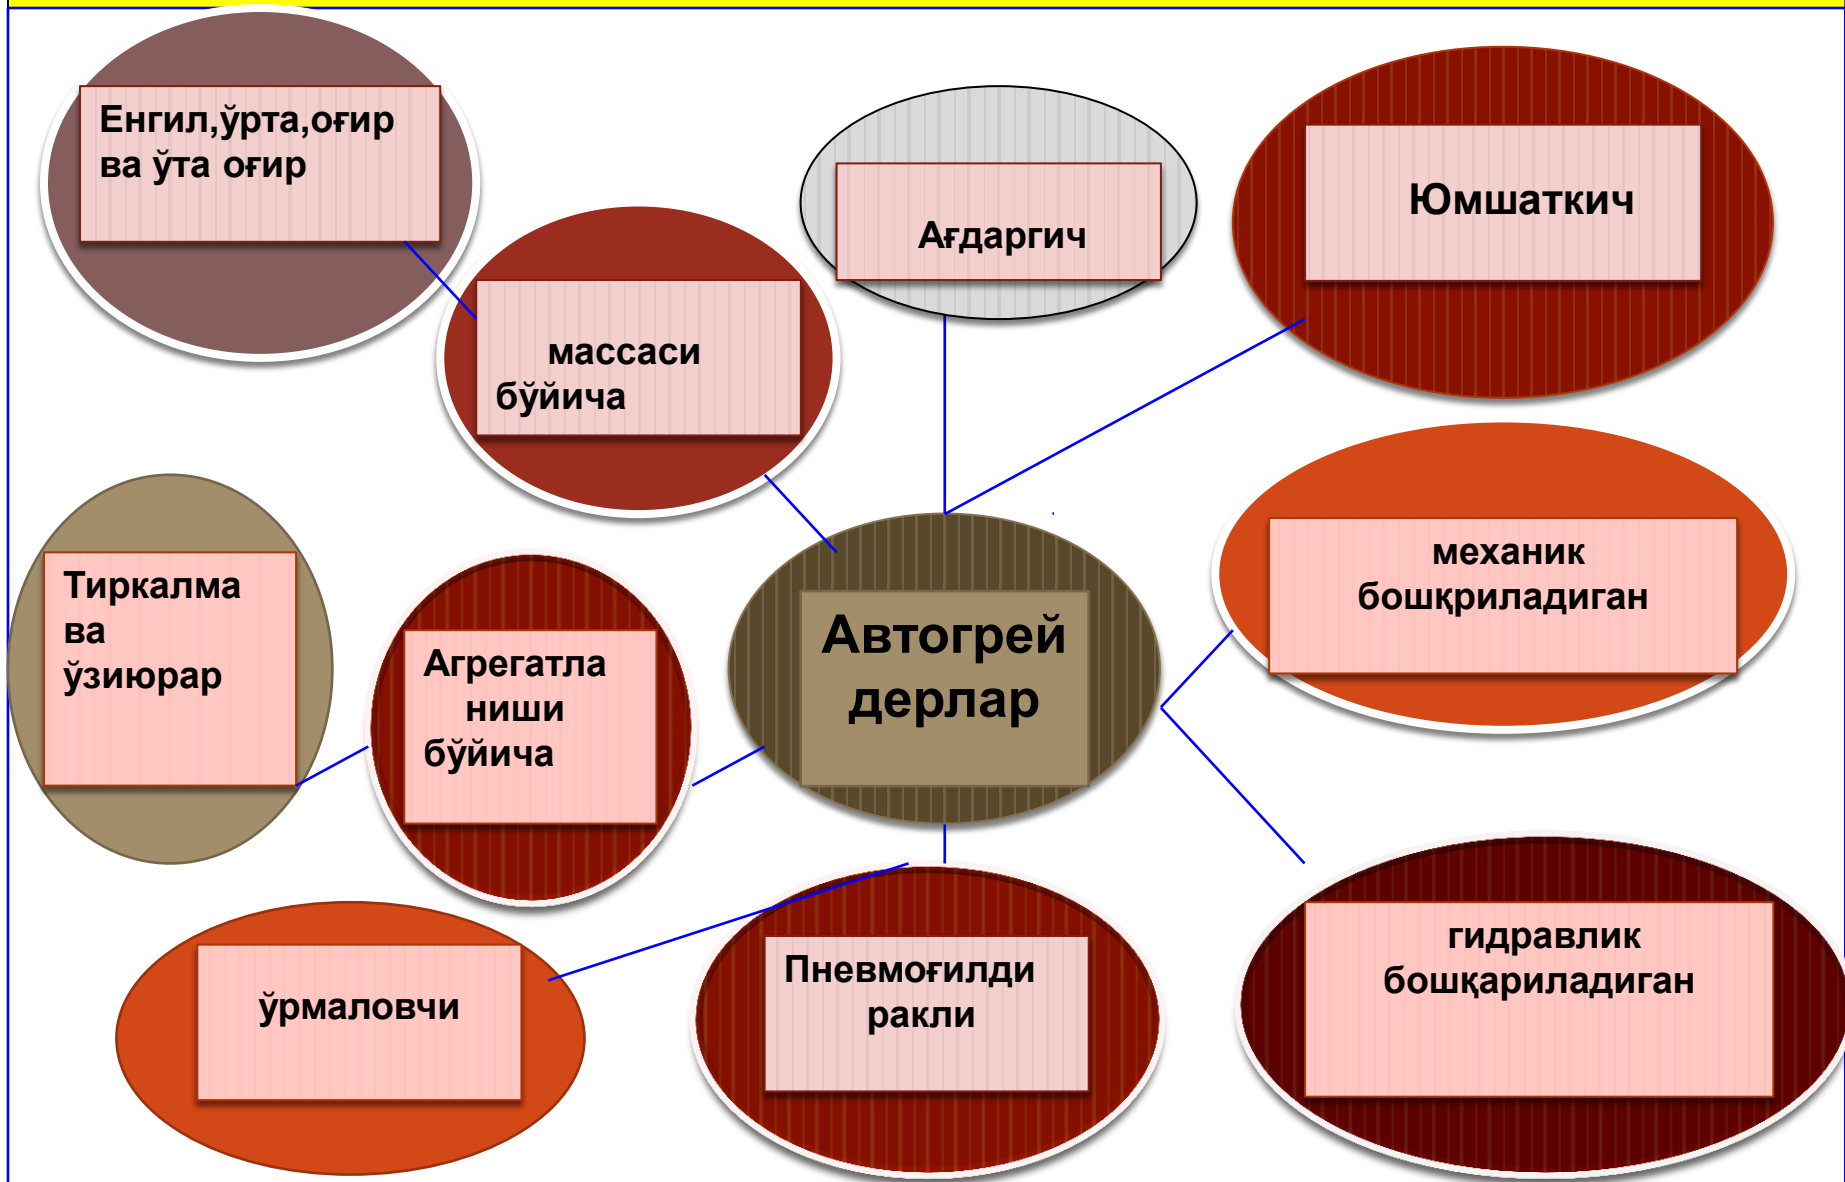 Енгил,ўрта,оғир
ва ўта оғир
Ағдаргич
Юмшаткич
массаси
бўйича
механик
бошқриладиган
Тиркалма
ва
ўзиюрар
Агрегатла
ниши
бўйича
Автогрей
дерлар
ўрмаловчи
Пневмоғилди
ракли
гидравлик
бошқариладиган